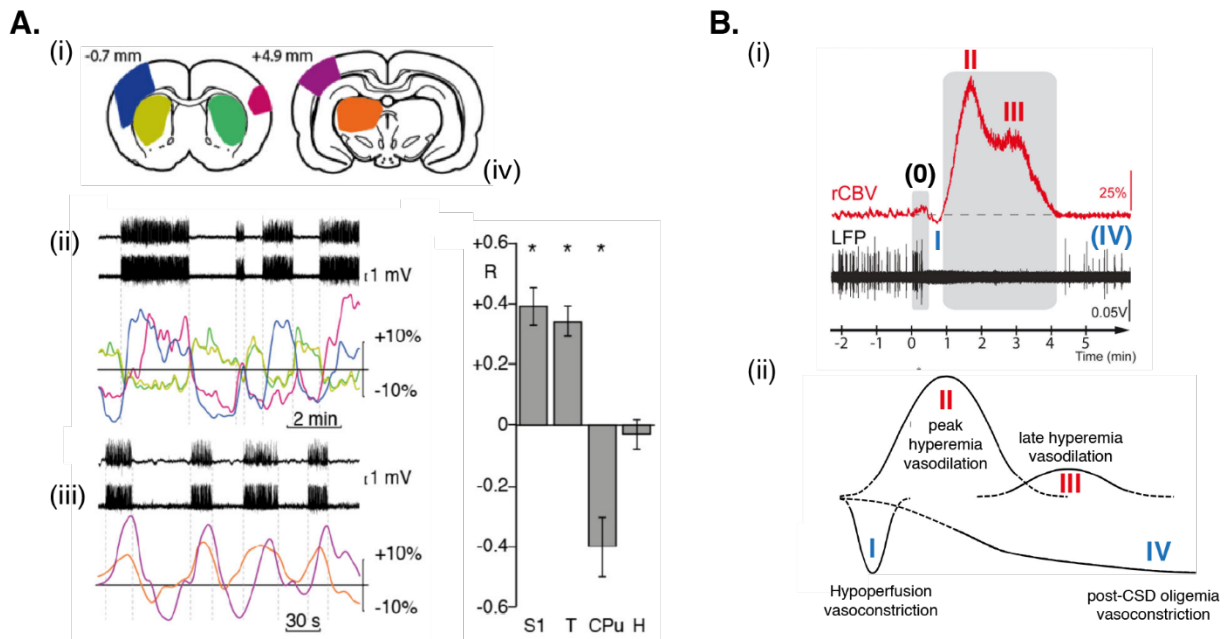 A.
(i)
-0.7 mm
+4.9 mm
(iv)
(ii)
1 mV
+10%
-10%
2 min
(iii)
1 mV
+10%
-10%
30 s
+0.6
R
+0.4
+0.2
0
-0.2
-0.4
-0.6
* * *
S1 T CPu H
B.
(i)
II
III
(0)
rCBV
25%
I
(IV)
LFP
0.05V
-2 -1 0 1 2 3 4 5
Time (min)
(ii)
II
peak
hyperemia
vasodilation
late hyperemia
vasodilation
III
I
IV
Hypoperfusion
vasoconstriction
post-CSD oligemia
vasoconstriction